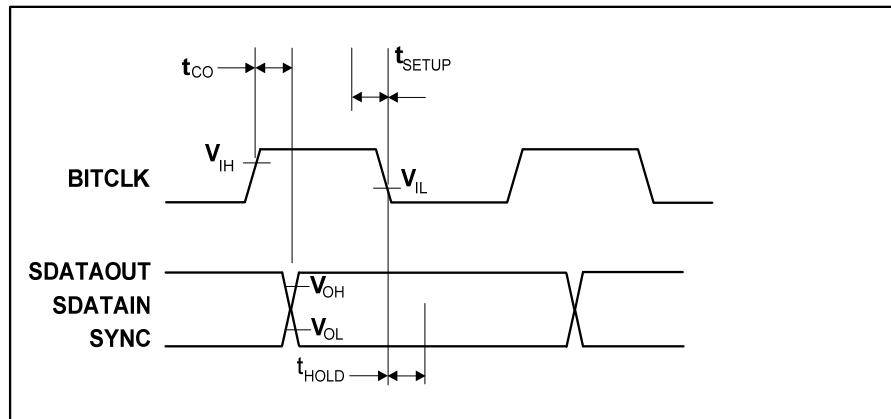 tCO
tSETUP
VIH
BITCLK
VIL
SDATAOUT
VOH
SDATAIN
VOL
SYNC
tHOLD